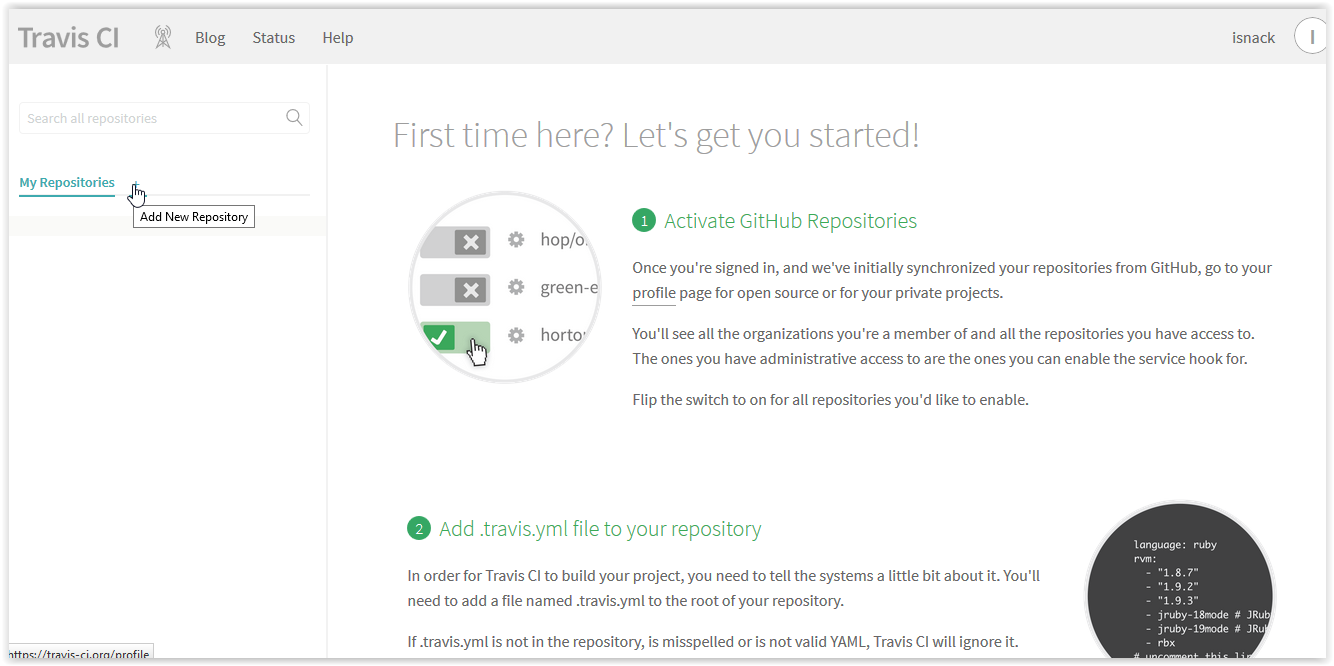 Travis CI
Blog
Status
Help
isnack
I
Search all repositories
My Repositories
+
Add New Repository
First time here? Let's get you started!
hop/o
green-e
horto
1 Activate GitHub Repositories
Once you're signed in, and we've initially synchronized your repositories from GitHub, go to your
profile page for open source or for your private projects.
You'll see all the organizations you're a member of and all the repositories you have access to.
The ones you have administrative access to are the ones you can enable the service hook for.
Flip the switch to on for all repositories you'd like to enable.
2 Add .travis.yml file to your repository
In order for Travis CI to build your project, you need to tell the systems a little bit about it. You'll
need to add a file named .travis.yml to the root of your repository.
If .travis.yml is not in the repository, is misspelled or is not valid YAML, Travis CI will ignore it.
language: ruby
rvm:
- "1.8.7"
- "1.9.2"
- "1.9.3"
- jruby-18mode # JRub
- jruby-19mode # JRub
- rbx
# uncomment this lin
https://travis-ci.org/profile